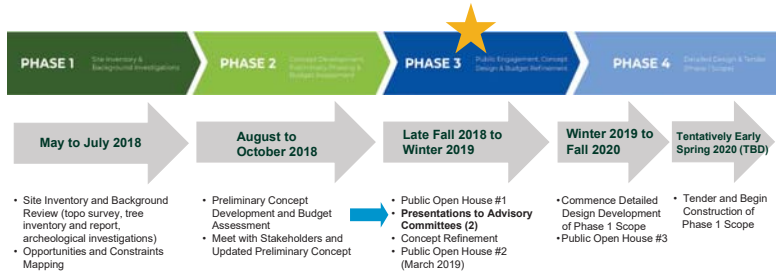 PHASE 1
Site Inventory &
Background Investigations
PHASE 2
Concept Development,
Preliminary Phasing &
Budget Assessment
PHASE 3
Public Engagement, Concept
Design & Budget Refinement
PHASE 4
Detailed Design & Tender
(Phase 1 Scope)
May to July 2018
August to
October 2018
Late Fall 2018 to
Winter 2019
Winter 2019 to
Fall 2020
Tentatively Early
Spring 2020 (TBD)
• Site Inventory and Background
Review (topo survey, tree
inventory and report,
archeological investigations)
• Opportunities and Constraints
Mapping
• Preliminary Concept
Development and Budget
Assessment
• Meet with Stakeholders and
Updated Preliminary Concept
• Public Open House #1
• Presentations to Advisory
Committees (2)
• Concept Refinement
• Public Open House #2
(March 2019)
•Commence Detailed
Design Development
of Phase 1 Scope
•Public Open House #3
• Tender and Begin
Construction of
Phase 1 Scope